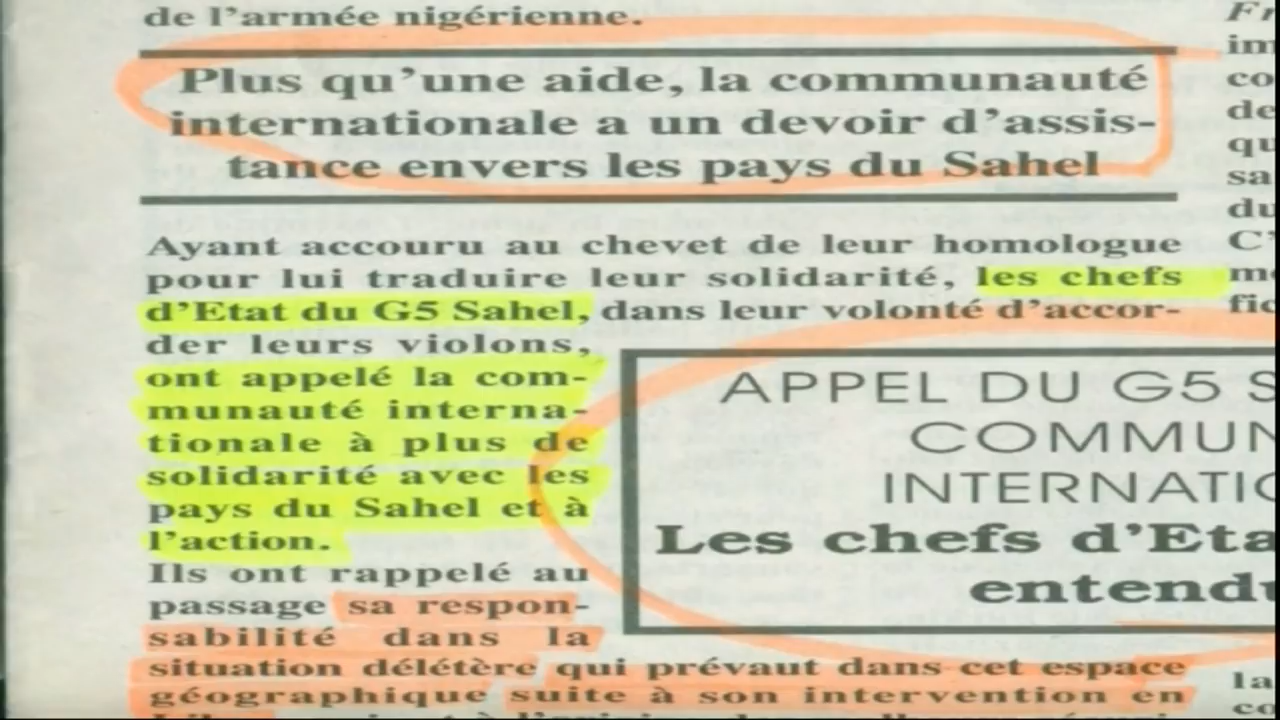 de l'armée nigérienne.
Plus qu'une aide, la communauté
internationale a un devoir d'assis-
tance envers les pays du Sahel
Ayant accouru au chevet de leur homologue
pour lui traduire leur solidarité, les chefs
d'Etat du G5 Sahel, dans leur volonté d'accor-
der leurs violons,
ont appelé la com-
munauté interna-
tionale à plus de
solidarité avec les
pays du Sahel et à
l'action.
Ils ont rappelé au
passage sa respon-
sabilité dans la
situation délétère qui prévaut dans cet espace
géographique suite à son intervention en
APPEL DU G5 S
COMMUN
INTERNATIO
Les chefs d'Eta
entendu
Fr
im
co
de
qu
sa
du
C'
me
fic
la
co